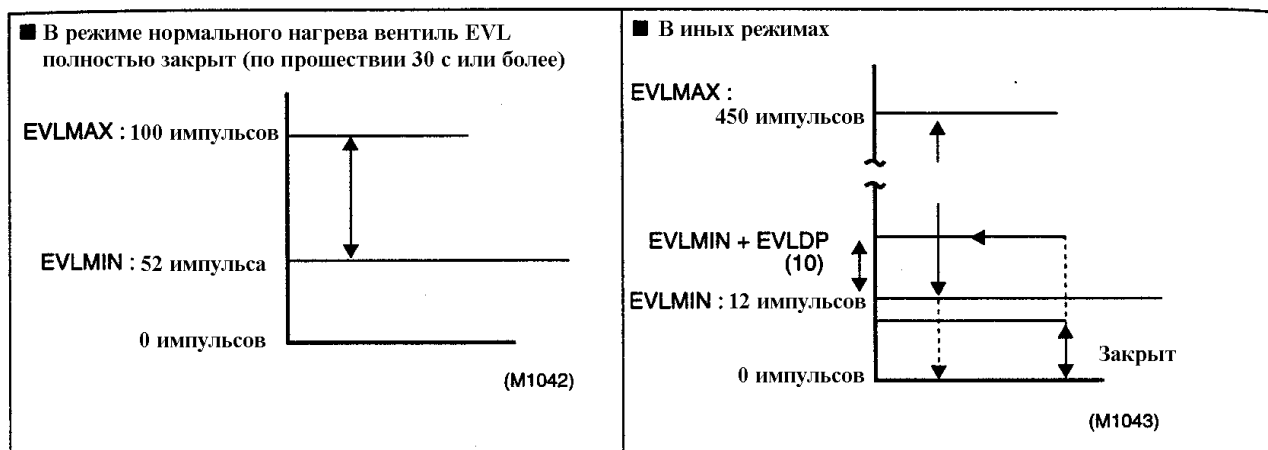 ■ В режиме нормального нагрева вентиль EVL
полностью закрыт (по прошествии 30 с или более)
EVLMAX : 100 импульсов
EVLMIN : 52 импульса
0 импульсов
(M1042)
■ В иных режимах
EVLMAX :
450 импульсов
EVLMIN + EVLDP
(10)
EVLMIN : 12 импульсов
Закрыт
0 импульсов
(M1043)